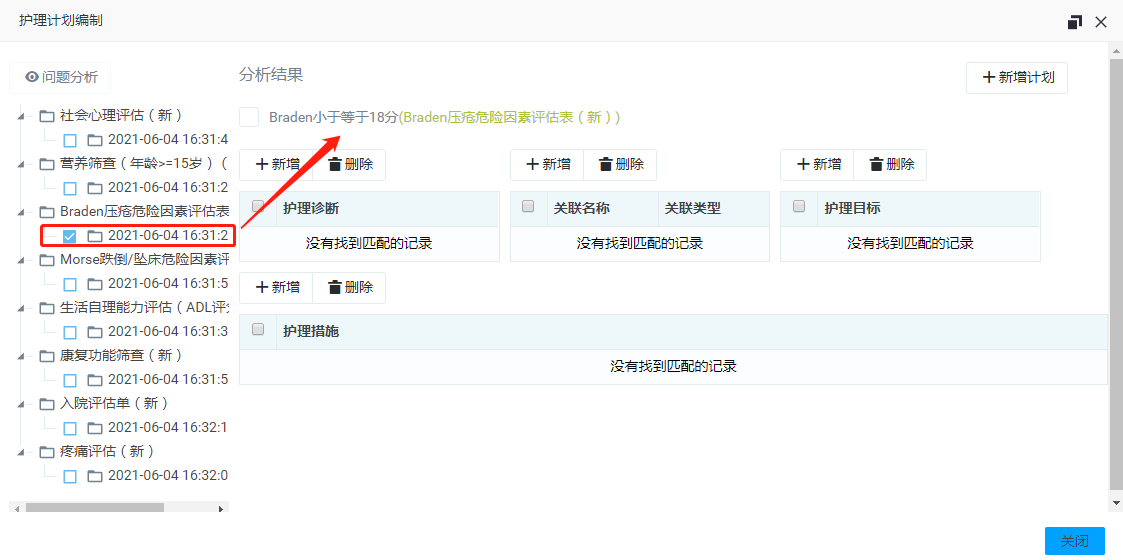 护理计划编制
问题分析
社会心理评估（新）
2021-06-04 16:31:4
营养筛查（年龄>=15岁）（
2021-06-04 16:31:2
Braden压疮危险因素评估表
2021-06-04 16:31:2
Morse跌倒/坠床危险因素评
2021-06-04 16:31:5
生活自理能力评估（ADL评分
2021-06-04 16:31:3
康复功能筛查（新）
2021-06-04 16:31:5
入院评估单（新）
2021-06-04 16:32:1
疼痛评估（新）
2021-06-04 16:32:0
分析结果
新增计划
Braden小于等于18分(Braden压疮危险因素评估表（新）)
新增 删除 新增 删除 新增 删除
护理诊断 关联名称 关联类型 护理目标
没有找到匹配的记录 没有找到匹配的记录 没有找到匹配的记录
新增 删除
护理措施
没有找到匹配的记录
关闭